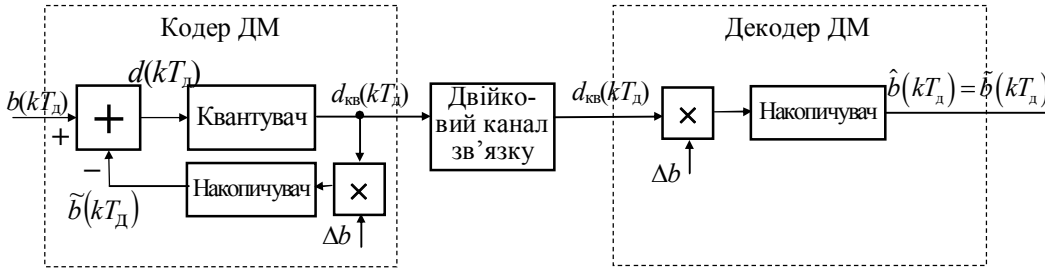 Кодер ДМ
Декодер ДМ
b(kTд)
+
+
−
d(kTд)
Квантувач
dкв(kTд)
Двійко-
вий канал
зв’язку
dкв(kTд)
×
Δb
Накопичувач
b̂(kTд) = b̃(kTд)
b̃(kTд)
Накопичувач
×
Δb